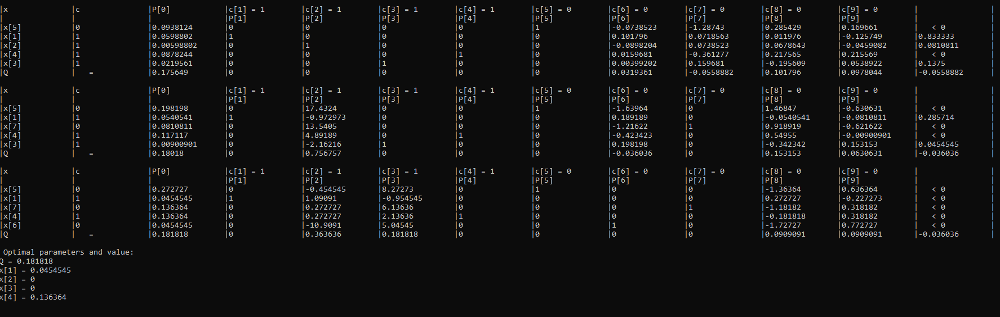 |x |c |P[0] |c[1] = 1 |c[2] = 1 |c[3] = 1 |c[4] = 1 |c[5] = 0 |c[6] = 0 |c[7] = 0 |c[8] = 0 |c[9] = 0 | |
| | | |P[1] |P[2] |P[3] |P[4] |P[5] |P[6] |P[7] |P[8] |P[9] | |
|x[5] |0 |0.0938124 |0 |0 |0 |0 |1 |-0.0738523 |-1.28743 |0.285429 |0.169661 | < 0 |
|x[1] |1 |0.0598802 |1 |0 |0 |0 |0 |0.101796 |0.0718563 |0.011976 |-0.125749 |0.833333 |
|x[2] |1 |0.00598802 |0 |1 |0 |0 |0 |-0.0898204 |0.0738523 |0.0678643 |-0.0459082 |0.0810811 |
|x[4] |1 |0.0878244 |0 |0 |0 |1 |0 |0.0159681 |-0.361277 |0.217565 |0.215569 | < 0 |
|x[3] |1 |0.0219561 |0 |0 |1 |0 |0 |0.00399202 |0.159681 |-0.195609 |0.0538922 |0.1375 |
|Q | = |0.175649 |0 |0 |0 |0 |0 |0.0319361 |-0.0558882 |0.101796 |0.0978044 |-0.0558882 |
|x |c |P[0] |c[1] = 1 |c[2] = 1 |c[3] = 1 |c[4] = 1 |c[5] = 0 |c[6] = 0 |c[7] = 0 |c[8] = 0 |c[9] = 0 | |
| | | |P[1] |P[2] |P[3] |P[4] |P[5] |P[6] |P[7] |P[8] |P[9] | |
|x[5] |0 |0.198198 |0 |17.4324 |0 |0 |1 |-1.63964 |0 |1.46847 |-0.630631 | < 0 |
|x[1] |1 |0.0540541 |1 |-0.972973 |0 |0 |0 |0.189189 |0 |-0.0540541 |-0.0810811 |0.285714 |
|x[7] |0 |0.0810811 |0 |13.5405 |0 |0 |0 |-1.21622 |1 |0.918919 |-0.621622 | < 0 |
|x[4] |1 |0.117117 |0 |4.89189 |0 |1 |0 |-0.423423 |0 |0.54955 |-0.00900901 | < 0 |
|x[3] |1 |0.00900901 |0 |-2.16216 |1 |0 |0 |0.198198 |0 |-0.342342 |0.153153 |0.0454545 |
|Q | = |0.18018 |0 |0.756757 |0 |0 |0 |-0.036036 |0 |0.153153 |0.0630631 |-0.036036 |
|x |c |P[0] |c[1] = 1 |c[2] = 1 |c[3] = 1 |c[4] = 1 |c[5] = 0 |c[6] = 0 |c[7] = 0 |c[8] = 0 |c[9] = 0 | |
| | | |P[1] |P[2] |P[3] |P[4] |P[5] |P[6] |P[7] |P[8] |P[9] | |
|x[5] |0 |0.272727 |0 |-0.454545 |8.27273 |0 |1 |0 |0 |-1.36364 |0.636364 | < 0 |
|x[1] |1 |0.0454545 |1 |1.09091 |-0.954545 |0 |0 |0 |0 |0.272727 |-0.227273 | < 0 |
|x[7] |0 |0.136364 |0 |0.272727 |6.13636 |0 |0 |0 |1 |-1.18182 |0.318182 | < 0 |
|x[4] |1 |0.136364 |0 |0.272727 |2.13636 |1 |0 |0 |0 |-0.181818 |0.318182 | < 0 |
|x[6] |0 |0.0454545 |0 |-10.9091 |5.04545 |0 |0 |1 |0 |-1.72727 |0.772727 | < 0 |
|Q | = |0.181818 |0 |0.363636 |0.181818 |0 |0 |0 |0 |0.0909091 |0.0909091 |-0.036036 |
Optimal parameters and value:
Q = 0.181818
x[1] = 0.0454545
x[2] = 0
x[3] = 0
x[4] = 0.136364